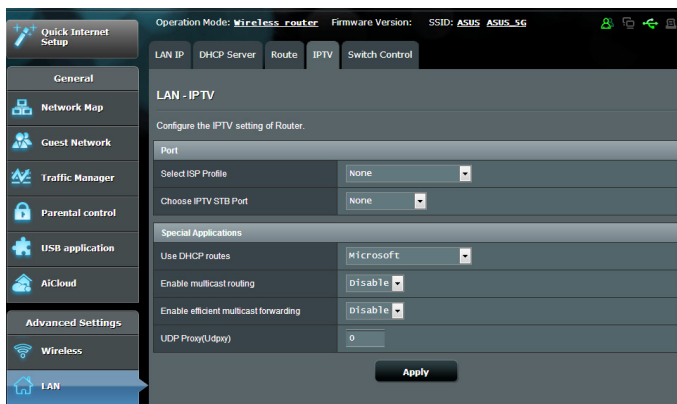 Quick Internet
Setup
Operation Mode: Wireless router Firmware Version: SSID: ASUS ASUS_5G
LAN IP DHCP Server Route IPTV Switch Control
General
Network Map
Guest Network
Traffic Manager
Parental control
USB application
AiCloud
Advanced Settings
Wireless
LAN
LAN - IPTV
Configure the IPTV setting of Router.
Port
Select ISP Profile None
Choose IPTV STB Port None
Special Applications
Use DHCP routes Microsoft
Enable multicast routing Disable
Enable efficient multicast forwarding Disable
UDP Proxy(Udpxy) 0
Apply